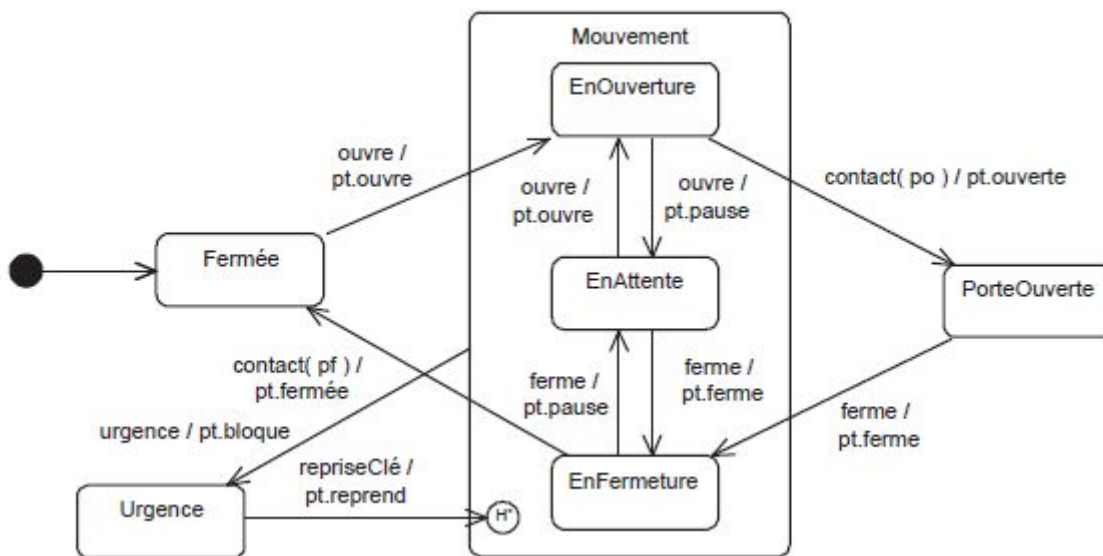 Mouvement
EnOuverture
ouvre /
pt.ouvre
ouvre /
pt.ouvre
ouvre /
pt.pause
contact( po ) / pt.ouverte
Fermée
EnAttente
PorteOuverte
contact( pf ) /
pt.fermée
ferme /
pt.pause
ferme /
pt.ferme
ferme /
pt.ferme
urgence / pt.bloque
repriseClé /
pt.reprend
Urgence
H*
EnFermeture